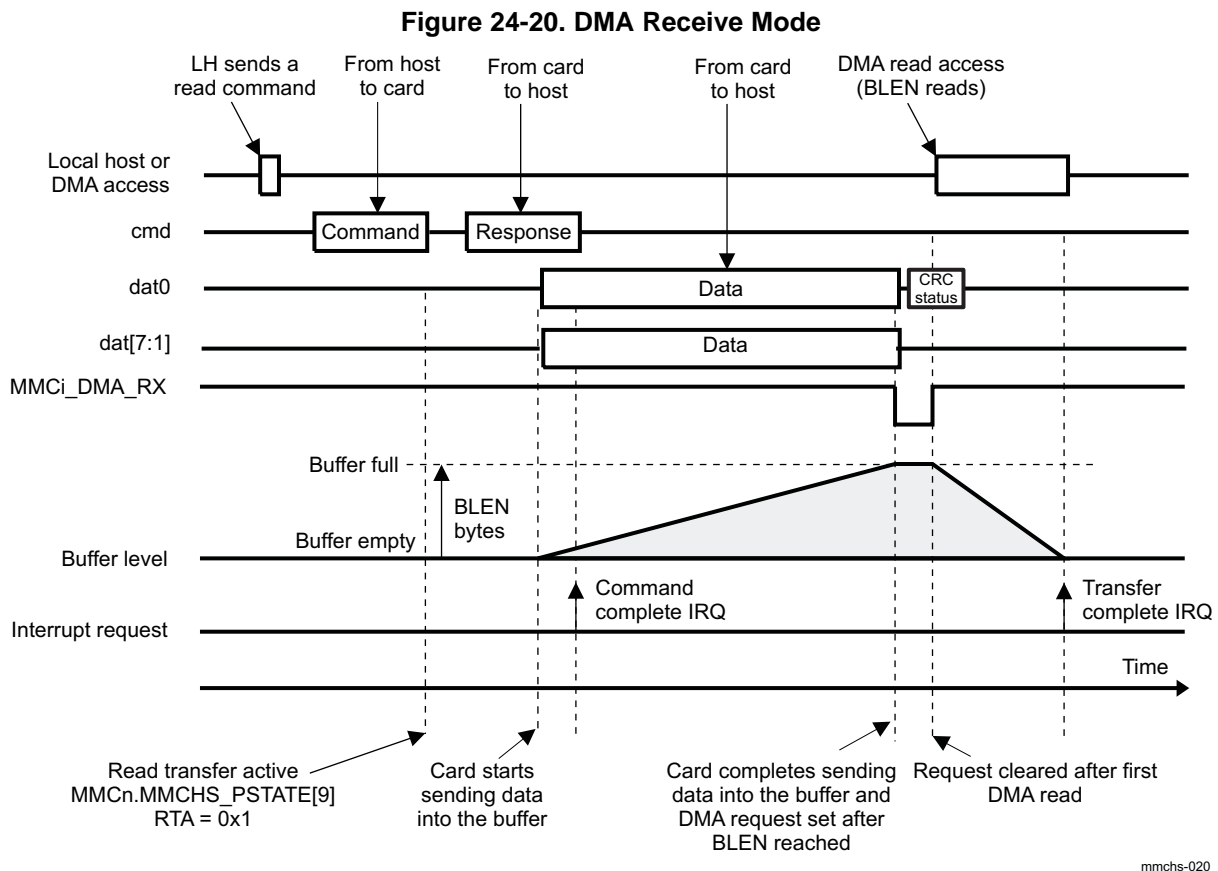 Figure 24-20. DMA Receive Mode
LH sends a
read command
From host
to card
From card
to host
From card
to host
DMA read access
(BLEN reads)
Local host or
DMA access
cmd
Command
Response
dat0
Data
CRC
status
dat[7:1]
Data
MMCi_DMA_RX
Buffer full
BLEN
bytes
Buffer empty
Buffer level
Command
complete IRQ
Transfer
complete IRQ
Interrupt request
Time
Read transfer active
MMCn.MMCHS_PSTATE[9]
RTA = 0x1
Card starts
sending data
into the buffer
Card completes sending
data into the buffer and
DMA request set after
BLEN reached
Request cleared after first
DMA read
mmchs-020